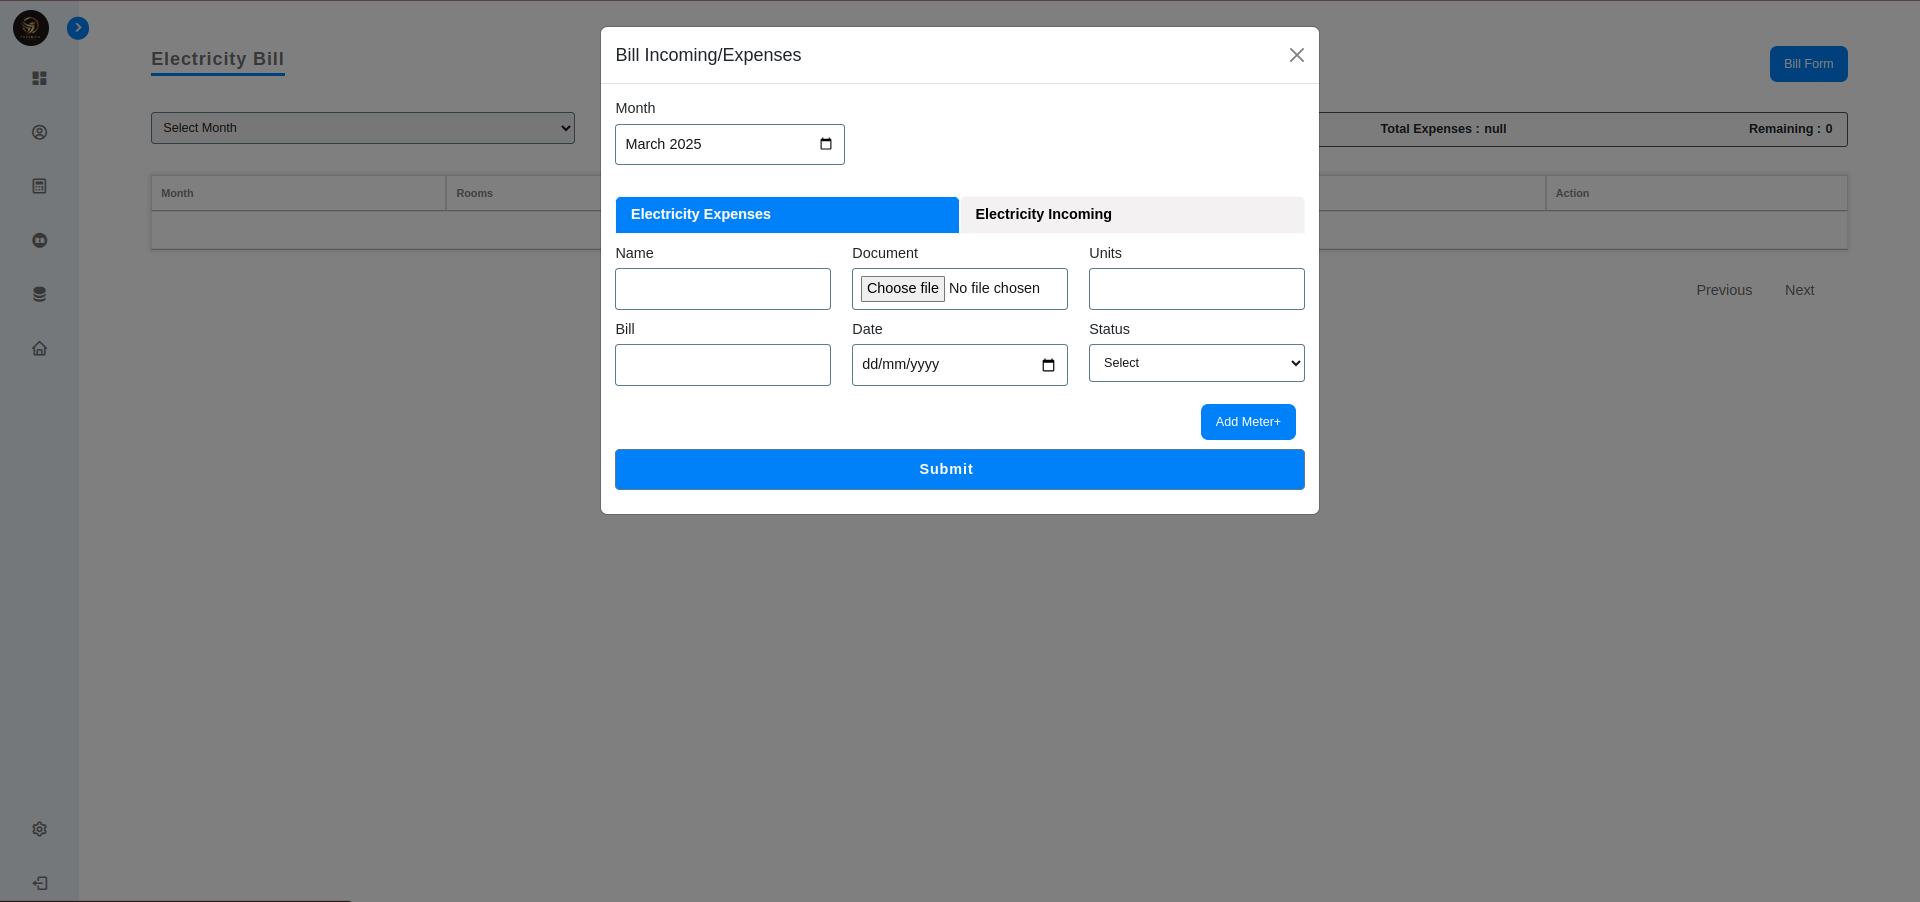 Electricity Bill
Bill Form
Select Month
Total Expenses : null
Remaining : 0
Month
Rooms
Action
Previous
Next
Bill Incoming/Expenses
Month
March 2025
Electricity Expenses
Electricity Incoming
Name
Document
Units
Choose file No file chosen
Bill
Date
Status
dd/mm/yyyy
Select
Add Meter+
Submit